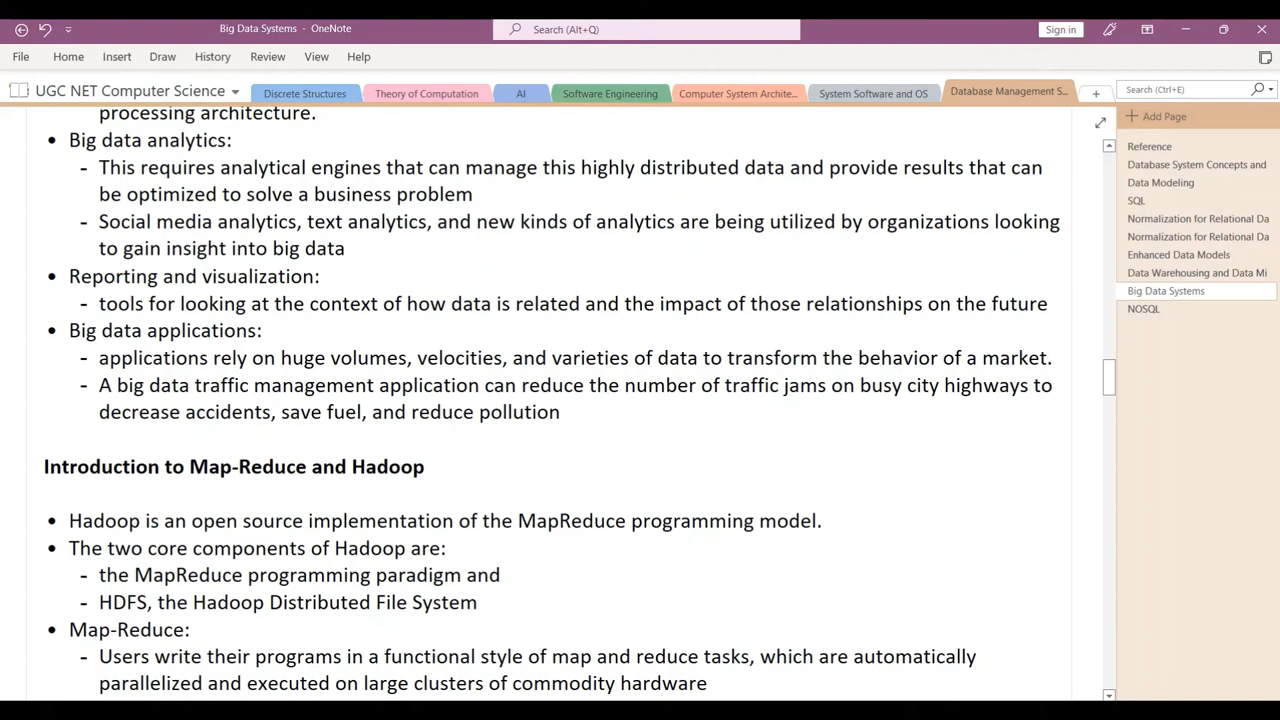 Big Data Systems - OneNote
Search (Alt+Q)
Sign in
File Home Insert Draw History Review View Help
UGC NET Computer Science
Discrete Structures
Theory of Computation
AI
Software Engineering
Computer System Archite...
System Software and OS
Database Management S...
Search (Ctrl+E)
processing architecture.
• Big data analytics:
- This requires analytical engines that can manage this highly distributed data and provide results that can
be optimized to solve a business problem
- Social media analytics, text analytics, and new kinds of analytics are being utilized by organizations looking
to gain insight into big data
• Reporting and visualization:
- tools for looking at the context of how data is related and the impact of those relationships on the future
• Big data applications:
- applications rely on huge volumes, velocities, and varieties of data to transform the behavior of a market.
- A big data traffic management application can reduce the number of traffic jams on busy city highways to
decrease accidents, save fuel, and reduce pollution
Introduction to Map-Reduce and Hadoop
• Hadoop is an open source implementation of the MapReduce programming model.
• The two core components of Hadoop are:
- the MapReduce programming paradigm and
- HDFS, the Hadoop Distributed File System
• Map-Reduce:
- Users write their programs in a functional style of map and reduce tasks, which are automatically
parallelized and executed on large clusters of commodity hardware
Add Page
Reference
Database System Concepts and
Data Modeling
SQL
Normalization for Relational Da
Normalization for Relational Da
Enhanced Data Models
Data Warehousing and Data Mi
Big Data Systems
NOSQL